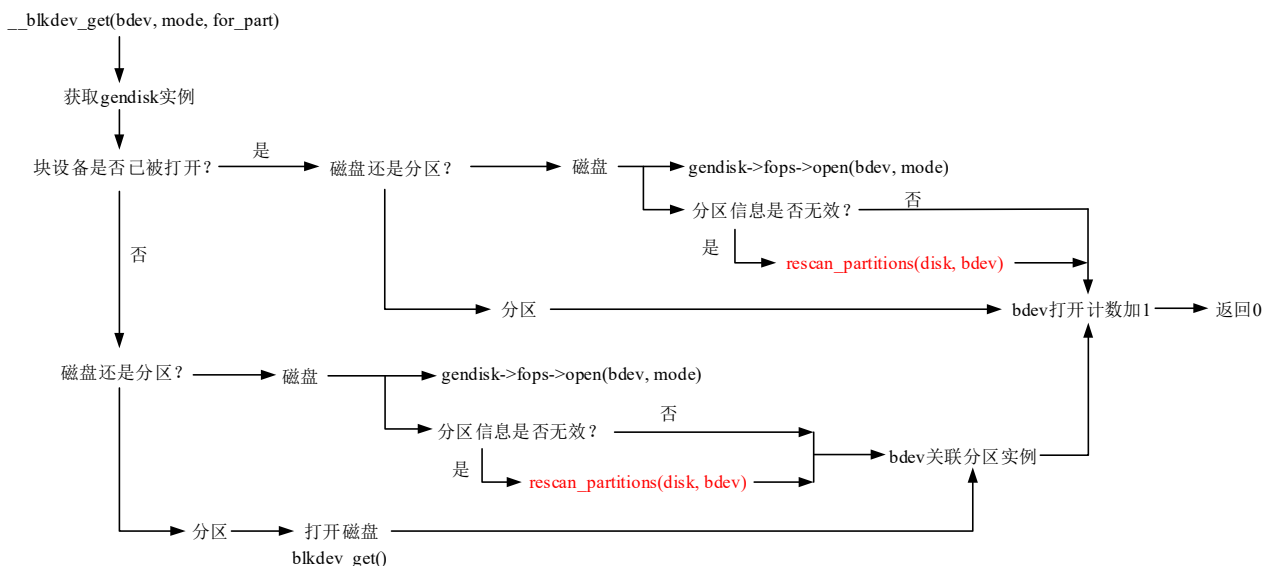 __blkdev_get(bdev, mode, for_part)
获取gendisk实例
块设备是否已被打开？
是
磁盘还是分区？
磁盘
gendisk->fops->open(bdev, mode)
分区信息是否无效？
否
是
rescan_partitions(disk, bdev)
否
分区
bdev打开计数加1
返回0
磁盘还是分区？
磁盘
gendisk->fops->open(bdev, mode)
分区信息是否无效？
否
是
rescan_partitions(disk, bdev)
bdev关联分区实例
分区
打开磁盘
blkdev_get()